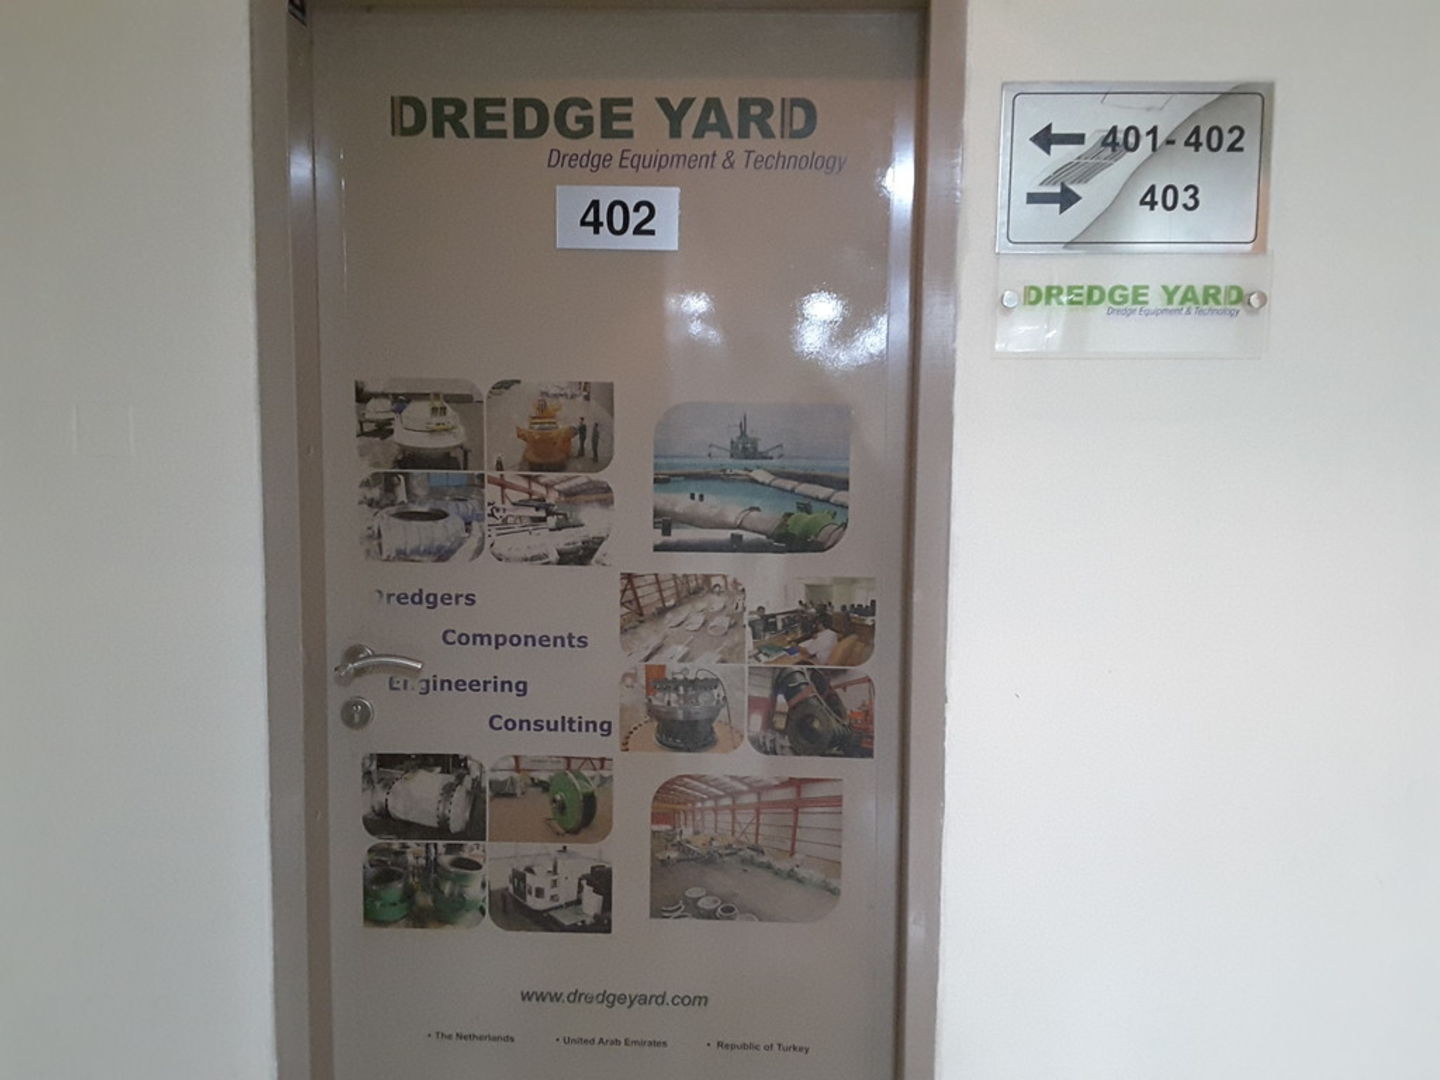 DREDGE YARD
Dredge Equipment & Technology
402
Dredgers
Components
Engineering
Consulting
www.dredgeyard.com
• The Netherlands • United Arab Emirates • Republic of Turkey
← 401-402
→ 403
DREDGE YARD
Dredge Equipment & Technology